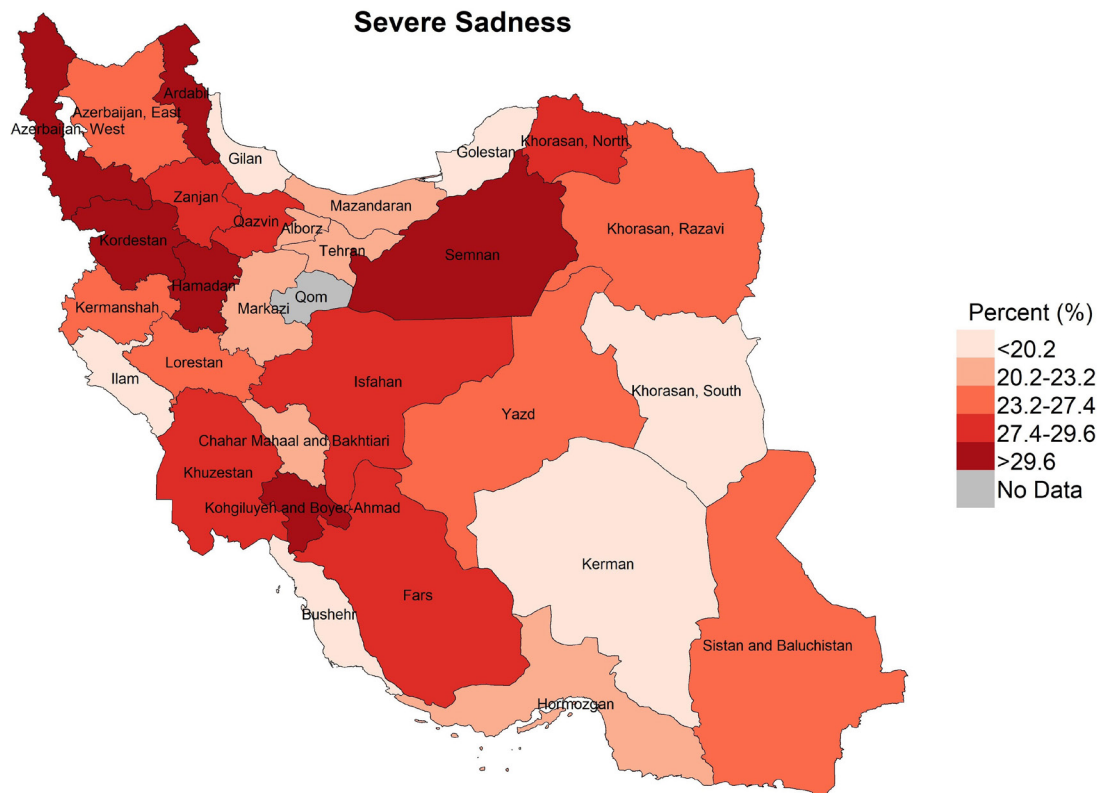 Severe Sadness
Ardabil
Azerbaijan, East
Azerbaijan, West
Gilan
Golestan
Khorasan, North
Zanjan
Mazandaran
Qazvin
Alborz
Khorasan, Razavi
Kordestan
Tehran
Semnan
Hamadan
Qom
Kermanshah
Markazi
Lorestan
Ilam
Isfahan
Khorasan, South
Yazd
Chahar Mahaal and Bakhtiari
Khuzestan
Kohgiluyeh and Boyer-Ahmad
Kerman
Fars
Bushehr
Sistan and Baluchistan
Hormozgan
Percent (%)
<20.2
20.2-23.2
23.2-27.4
27.4-29.6
>29.6
No Data